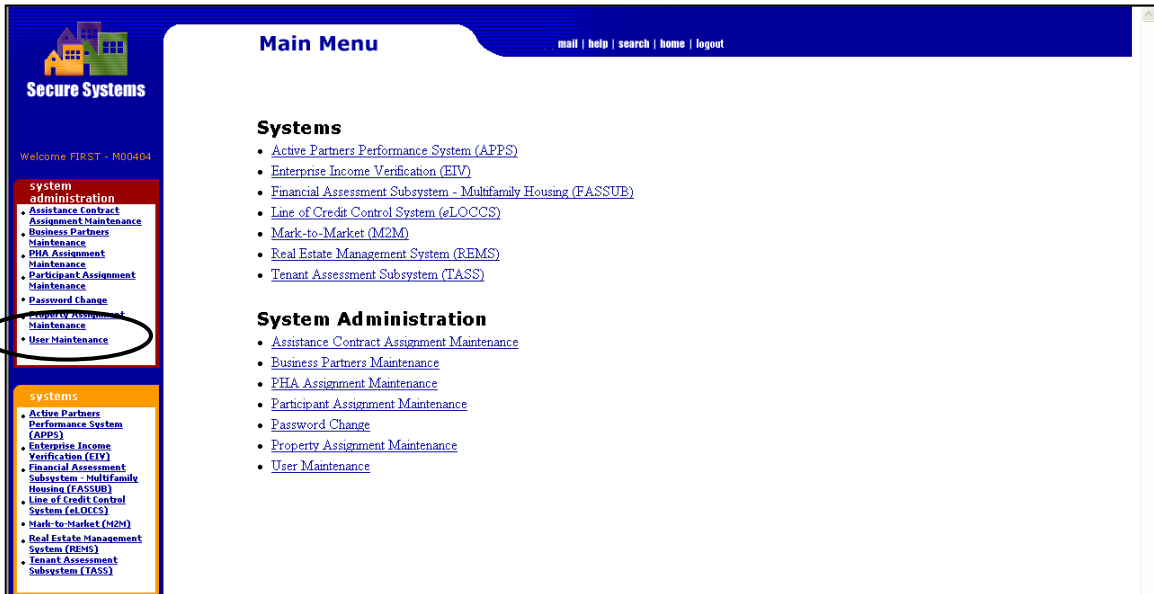 Main Menu
mail | help | search | home | logout
Secure Systems
Welcome FIRST - M00404
system
administration
Assistance Contract
Assignment Maintenance
Business Partners
Maintenance
PHA Assignment
Maintenance
Participant Assignment
Maintenance
Password Change
Property Assignment
Maintenance
User Maintenance
systems
Active Partners
Performance System
(APPS)
Enterprise Income
Verification (EIV)
Financial Assessment
Subsystem - Multifamily
Housing (FASSUB)
Line of Credit Control
System (eLOCCS)
Mark-to-Market (M2M)
Real Estate Management
System (REMS)
Tenant Assessment
Subsystem (TASS)
Systems
Active Partners Performance System (APPS)
Enterprise Income Verification (EIV)
Financial Assessment Subsystem - Multifamily Housing (FASSUB)
Line of Credit Control System (eLOCCS)
Mark-to-Market (M2M)
Real Estate Management System (REMS)
Tenant Assessment Subsystem (TASS)
System Administration
Assistance Contract Assignment Maintenance
Business Partners Maintenance
PHA Assignment Maintenance
Participant Assignment Maintenance
Password Change
Property Assignment Maintenance
User Maintenance